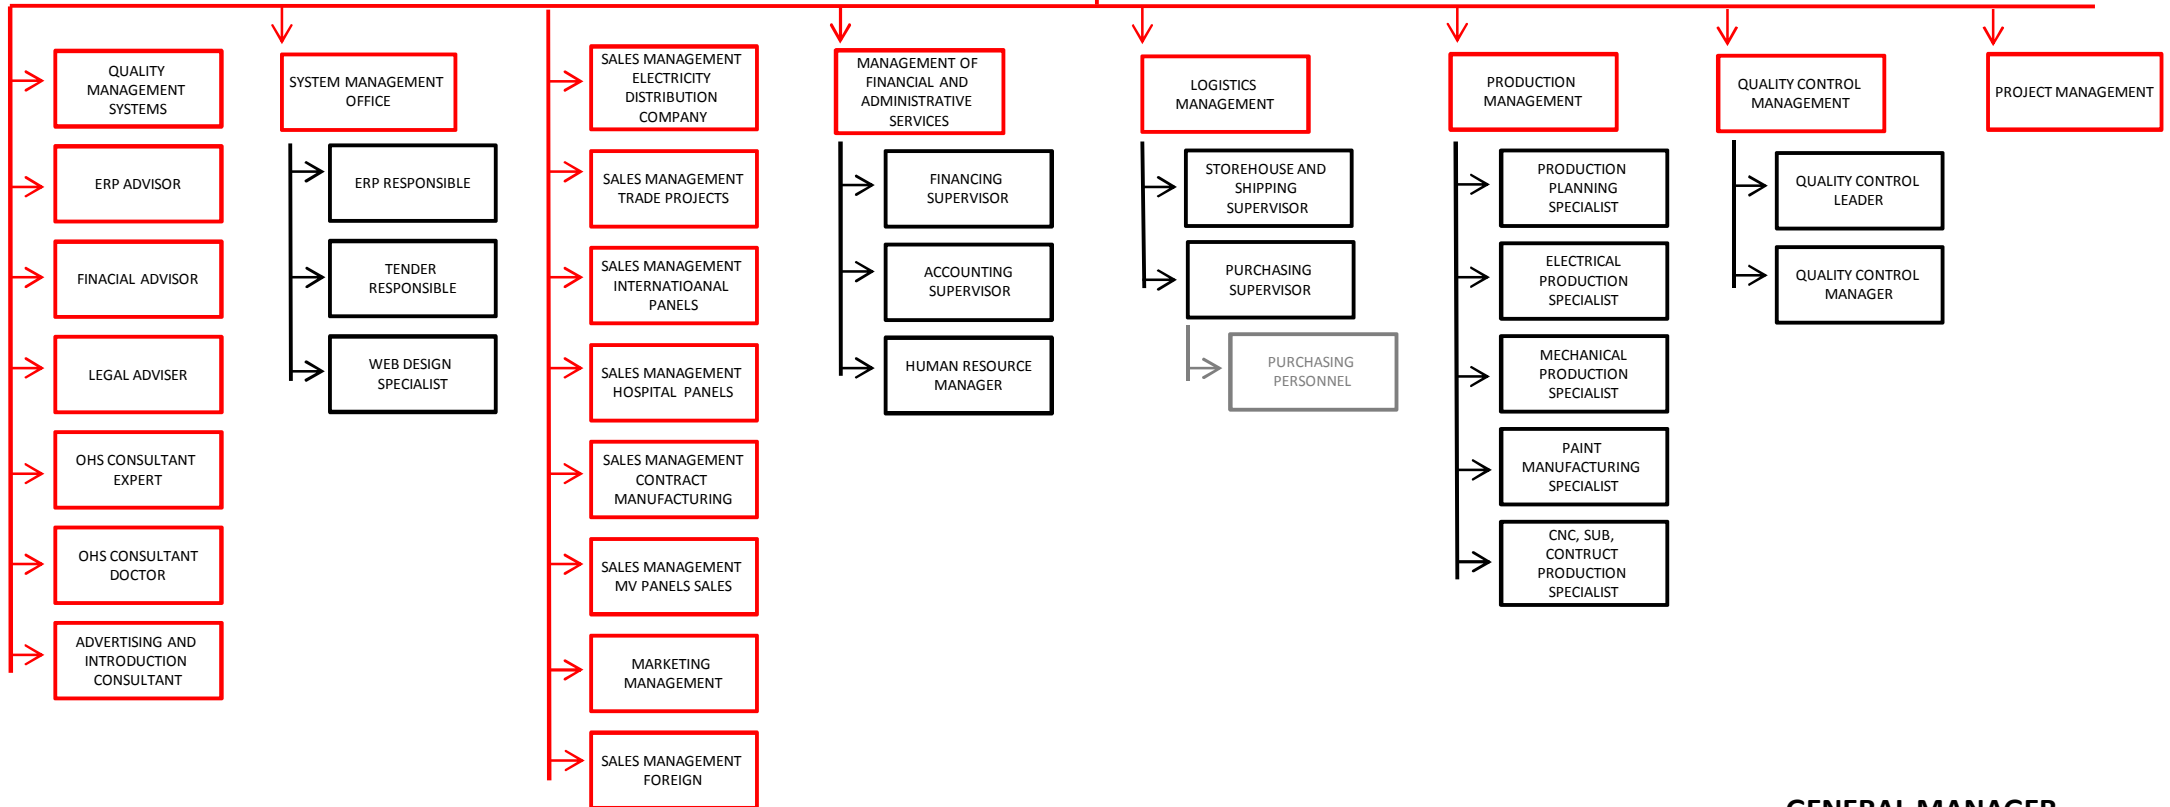 QUALITY
MANAGEMENT
SYSTEMS
ERP ADVISOR
FINACIAL ADVISOR
LEGAL ADVISER
OHS CONSULTANT
EXPERT
OHS CONSULTANT
DOCTOR
ADVERTISING AND
INTRODUCTION
CONSULTANT
SYSTEM MANAGEMENT
OFFICE
ERP RESPONSIBLE
TENDER
RESPONSIBLE
WEB DESIGN
SPECIALIST
SALES MANAGEMENT
ELECTRICITY
DISTRIBUTION
COMPANY
SALES MANAGEMENT
TRADE PROJECTS
SALES MANAGEMENT
INTERNATIOANAL
PANELS
SALES MANAGEMENT
HOSPITAL PANELS
SALES MANAGEMENT
CONTRACT
MANUFACTURING
SALES MANAGEMENT
MV PANELS SALES
MARKETING
MANAGEMENT
SALES MANAGEMENT
FOREIGN
MANAGEMENT OF
FINANCIAL AND
ADMINISTRATIVE
SERVICES
FINANCING
SUPERVISOR
ACCOUNTING
SUPERVISOR
HUMAN RESOURCE
MANAGER
LOGISTICS
MANAGEMENT
STOREHOUSE AND
SHIPPING
SUPERVISOR
PURCHASING
SUPERVISOR
PURCHASING
PERSONNEL
PRODUCTION
MANAGEMENT
PRODUCTION
PLANNING
SPECIALIST
ELECTRICAL
PRODUCTION
SPECIALIST
MECHANICAL
PRODUCTION
SPECIALIST
PAINT
MANUFACTURING
SPECIALIST
CNC, SUB,
CONTRUCT
PRODUCTION
SPECIALIST
QUALITY CONTROL
MANAGEMENT
QUALITY CONTROL
LEADER
QUALITY CONTROL
MANAGER
PROJECT MANAGEMENT
GENERAL MANAGER